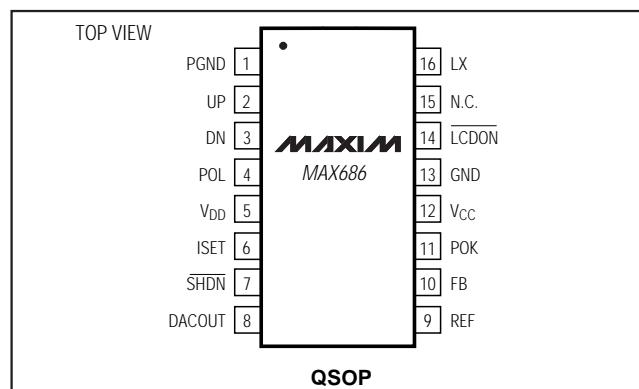 TOP VIEW
PGND 1
UP 2
DN 3
POL 4
VDD 5
ISET 6
SHDN 7
DACOUT 8
MAXIM
MAX686
16 LX
15 N.C.
14 LCDON
13 GND
12 VCC
11 POK
10 FB
9 REF
QSOP